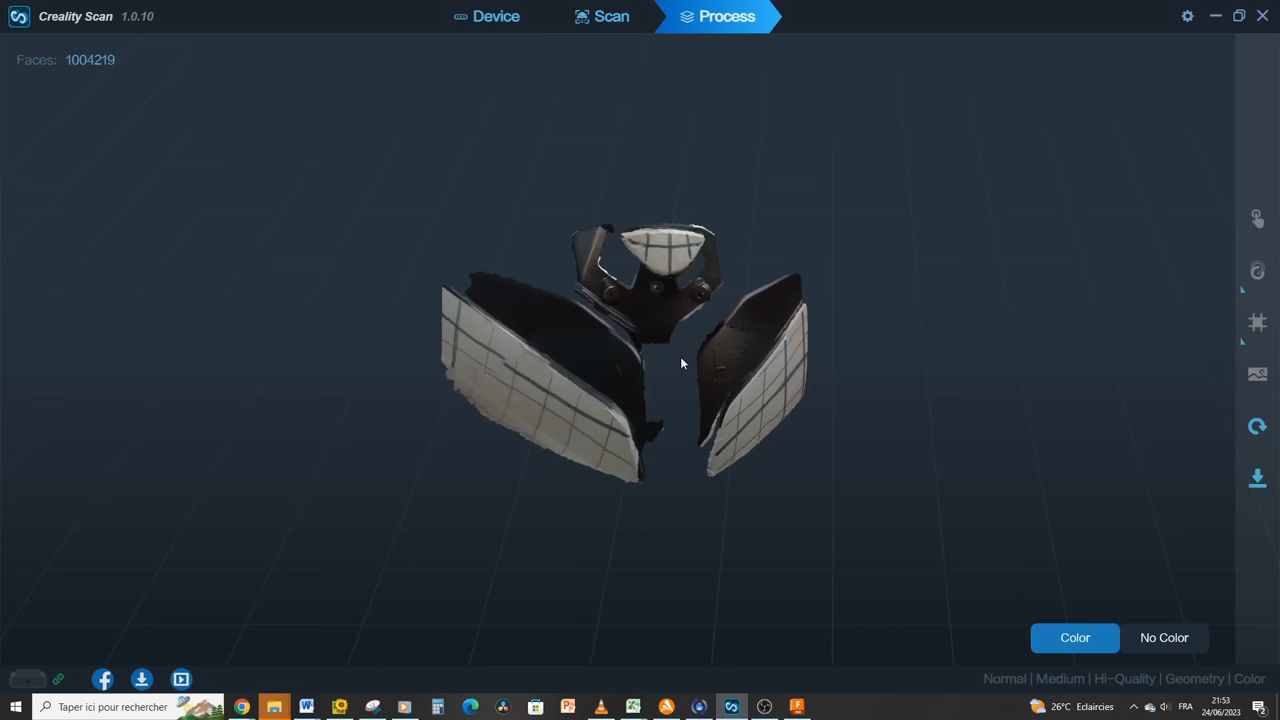 Creality Scan 1.0.10
Device
Scan
Process
Faces: 1004219
Color
No Color
Normal | Medium | Hi-Quality | Geometry | Color
Taper ici pour rechercher
26°C Eclaircies
FRA
21:53
24/06/2023
2